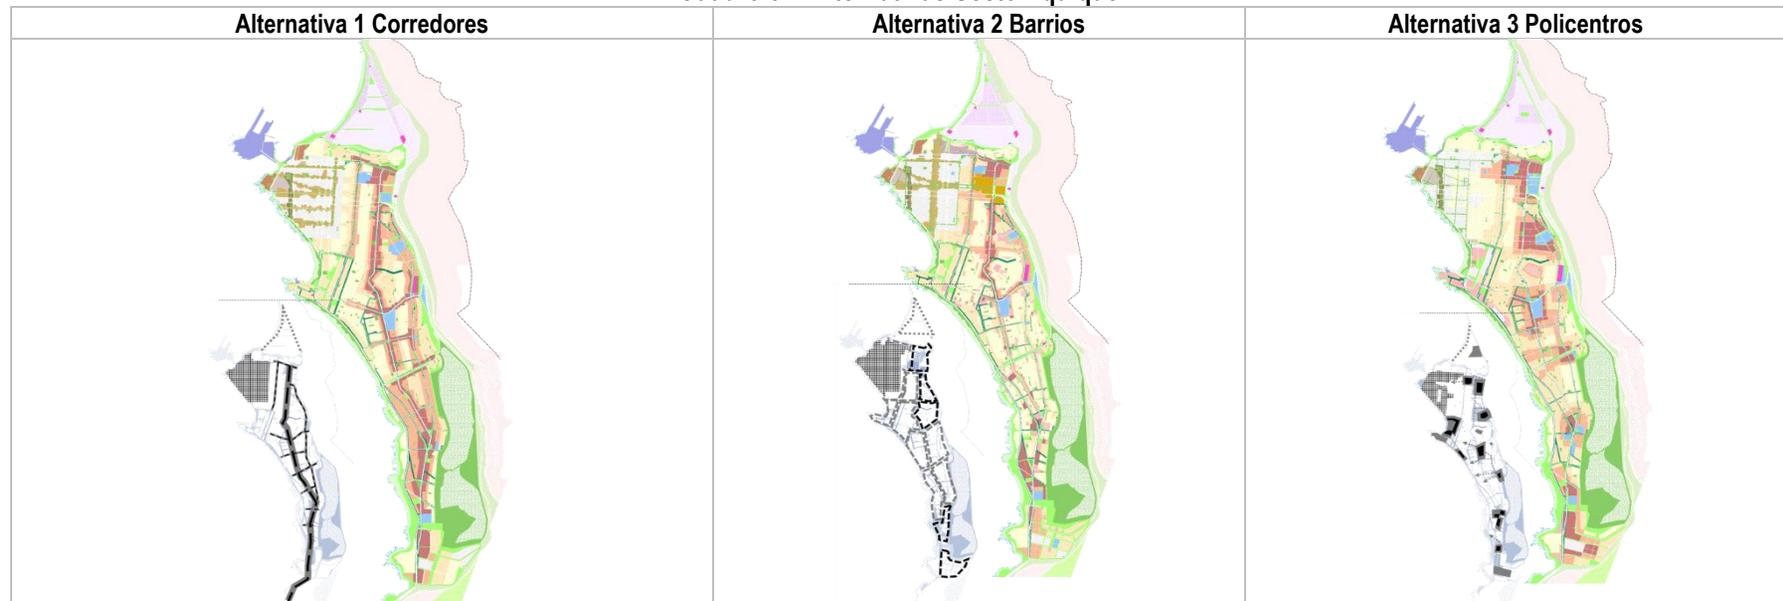 Alternativa 1 Corredores
Alternativa 2 Barrios
Alternativa 3 Policentros